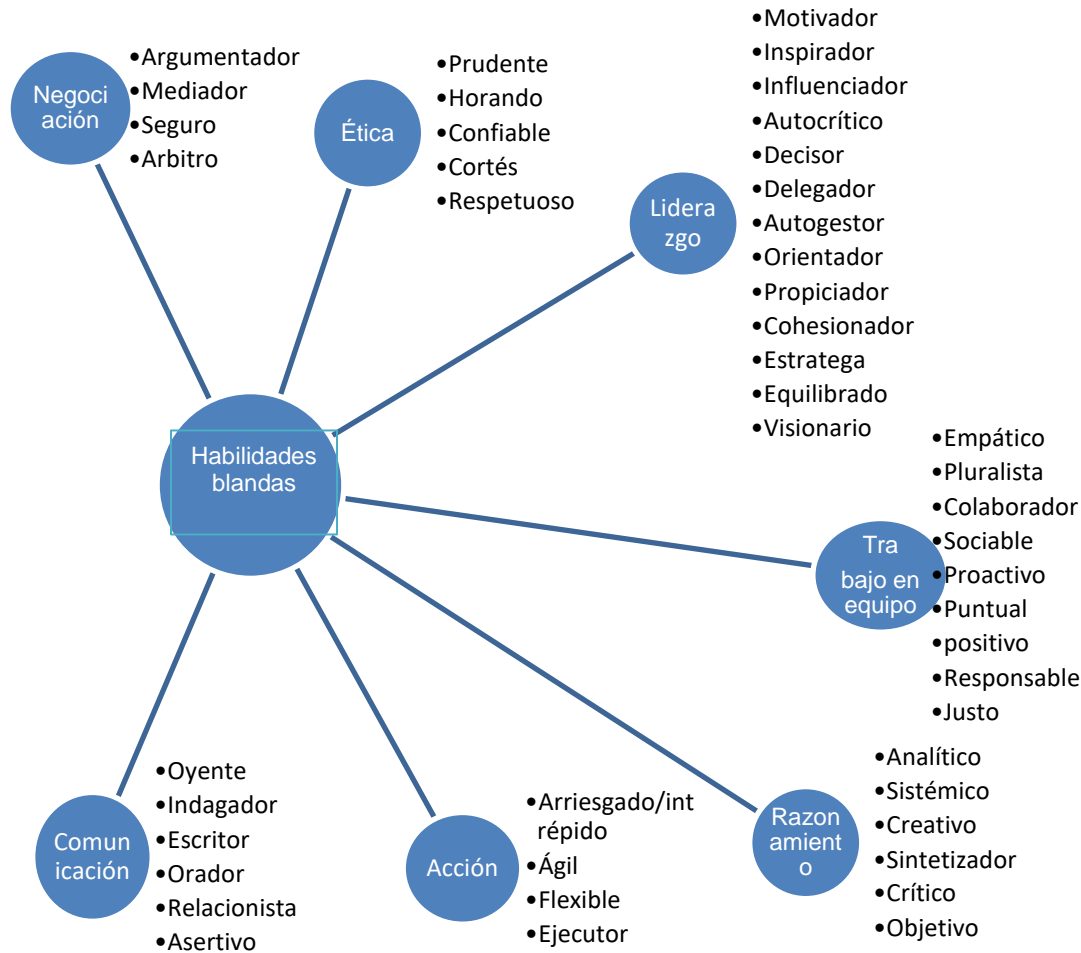 Negoci
ación
•Argumentador
•Mediador
•Seguro
•Arbitro
Ética
•Prudente
•Horando
•Confiable
•Cortés
•Respetuoso
Lidera
zgo
•Motivador
•Inspirador
•Influenciador
•Autocrítico
•Decisor
•Delegador
•Autogestor
•Orientador
•Propiciador
•Cohesionador
•Estratega
•Equilibrado
•Visionario
Habilidades
blandas
Tra
bajo en
equipo
•Empático
•Pluralista
•Colaborador
•Sociable
•Proactivo
•Puntual
•positivo
•Responsable
•Justo
Comun
icación
•Oyente
•Indagador
•Escritor
•Orador
•Relacionista
•Asertivo
Acción
•Arriesgado/int
répido
•Ágil
•Flexible
•Ejecutor
Razon
amient
o
•Analítico
•Sistémico
•Creativo
•Sintetizador
•Crítico
•Objetivo